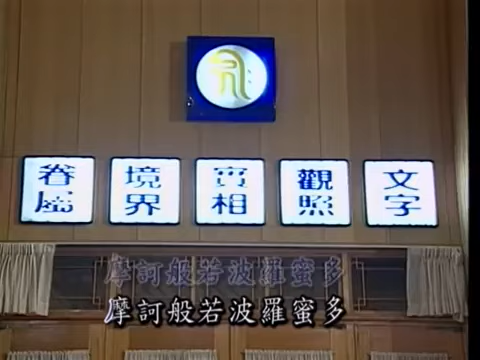 文字
觀照
實相
境界
眷屬
摩訶般若波羅蜜多
摩訶般若波羅蜜多